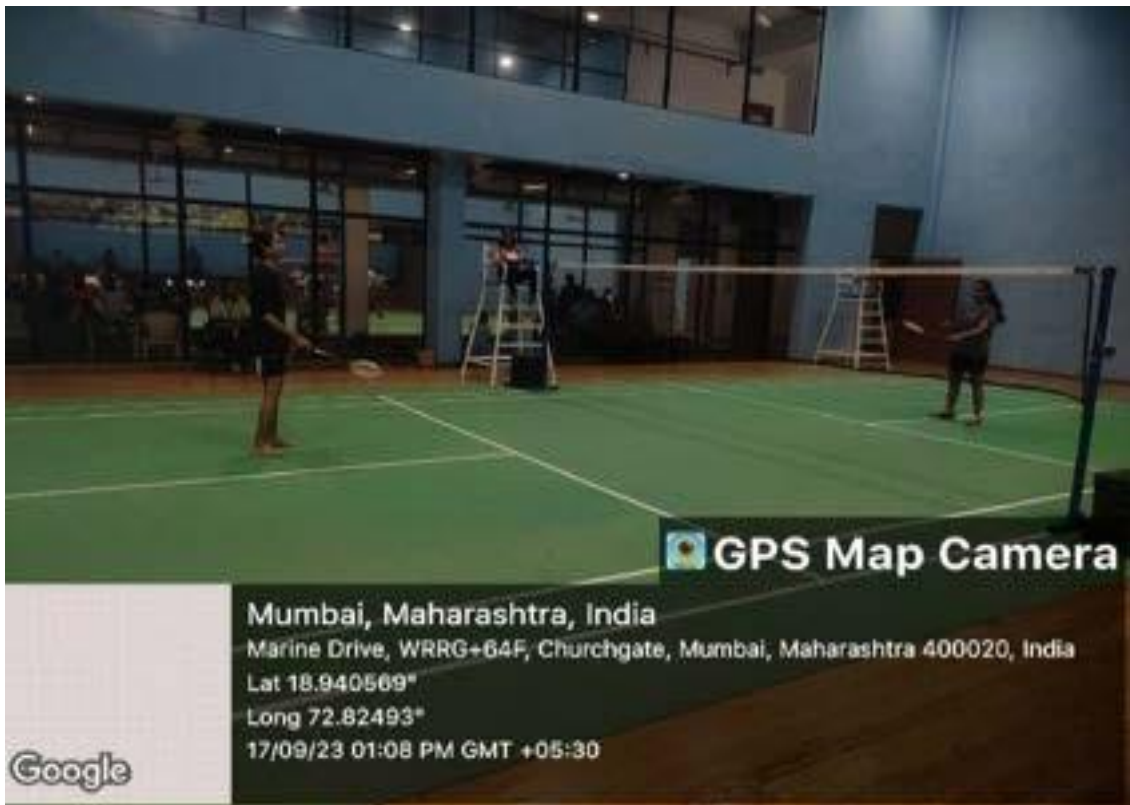 GPS Map Camera
Mumbai, Maharashtra, India
Marine Drive, WRRG+64F, Churchgate, Mumbai, Maharashtra 400020, India
Lat 18.940569°
Long 72.82493°
17/09/23 01:08 PM GMT +05:30
Google